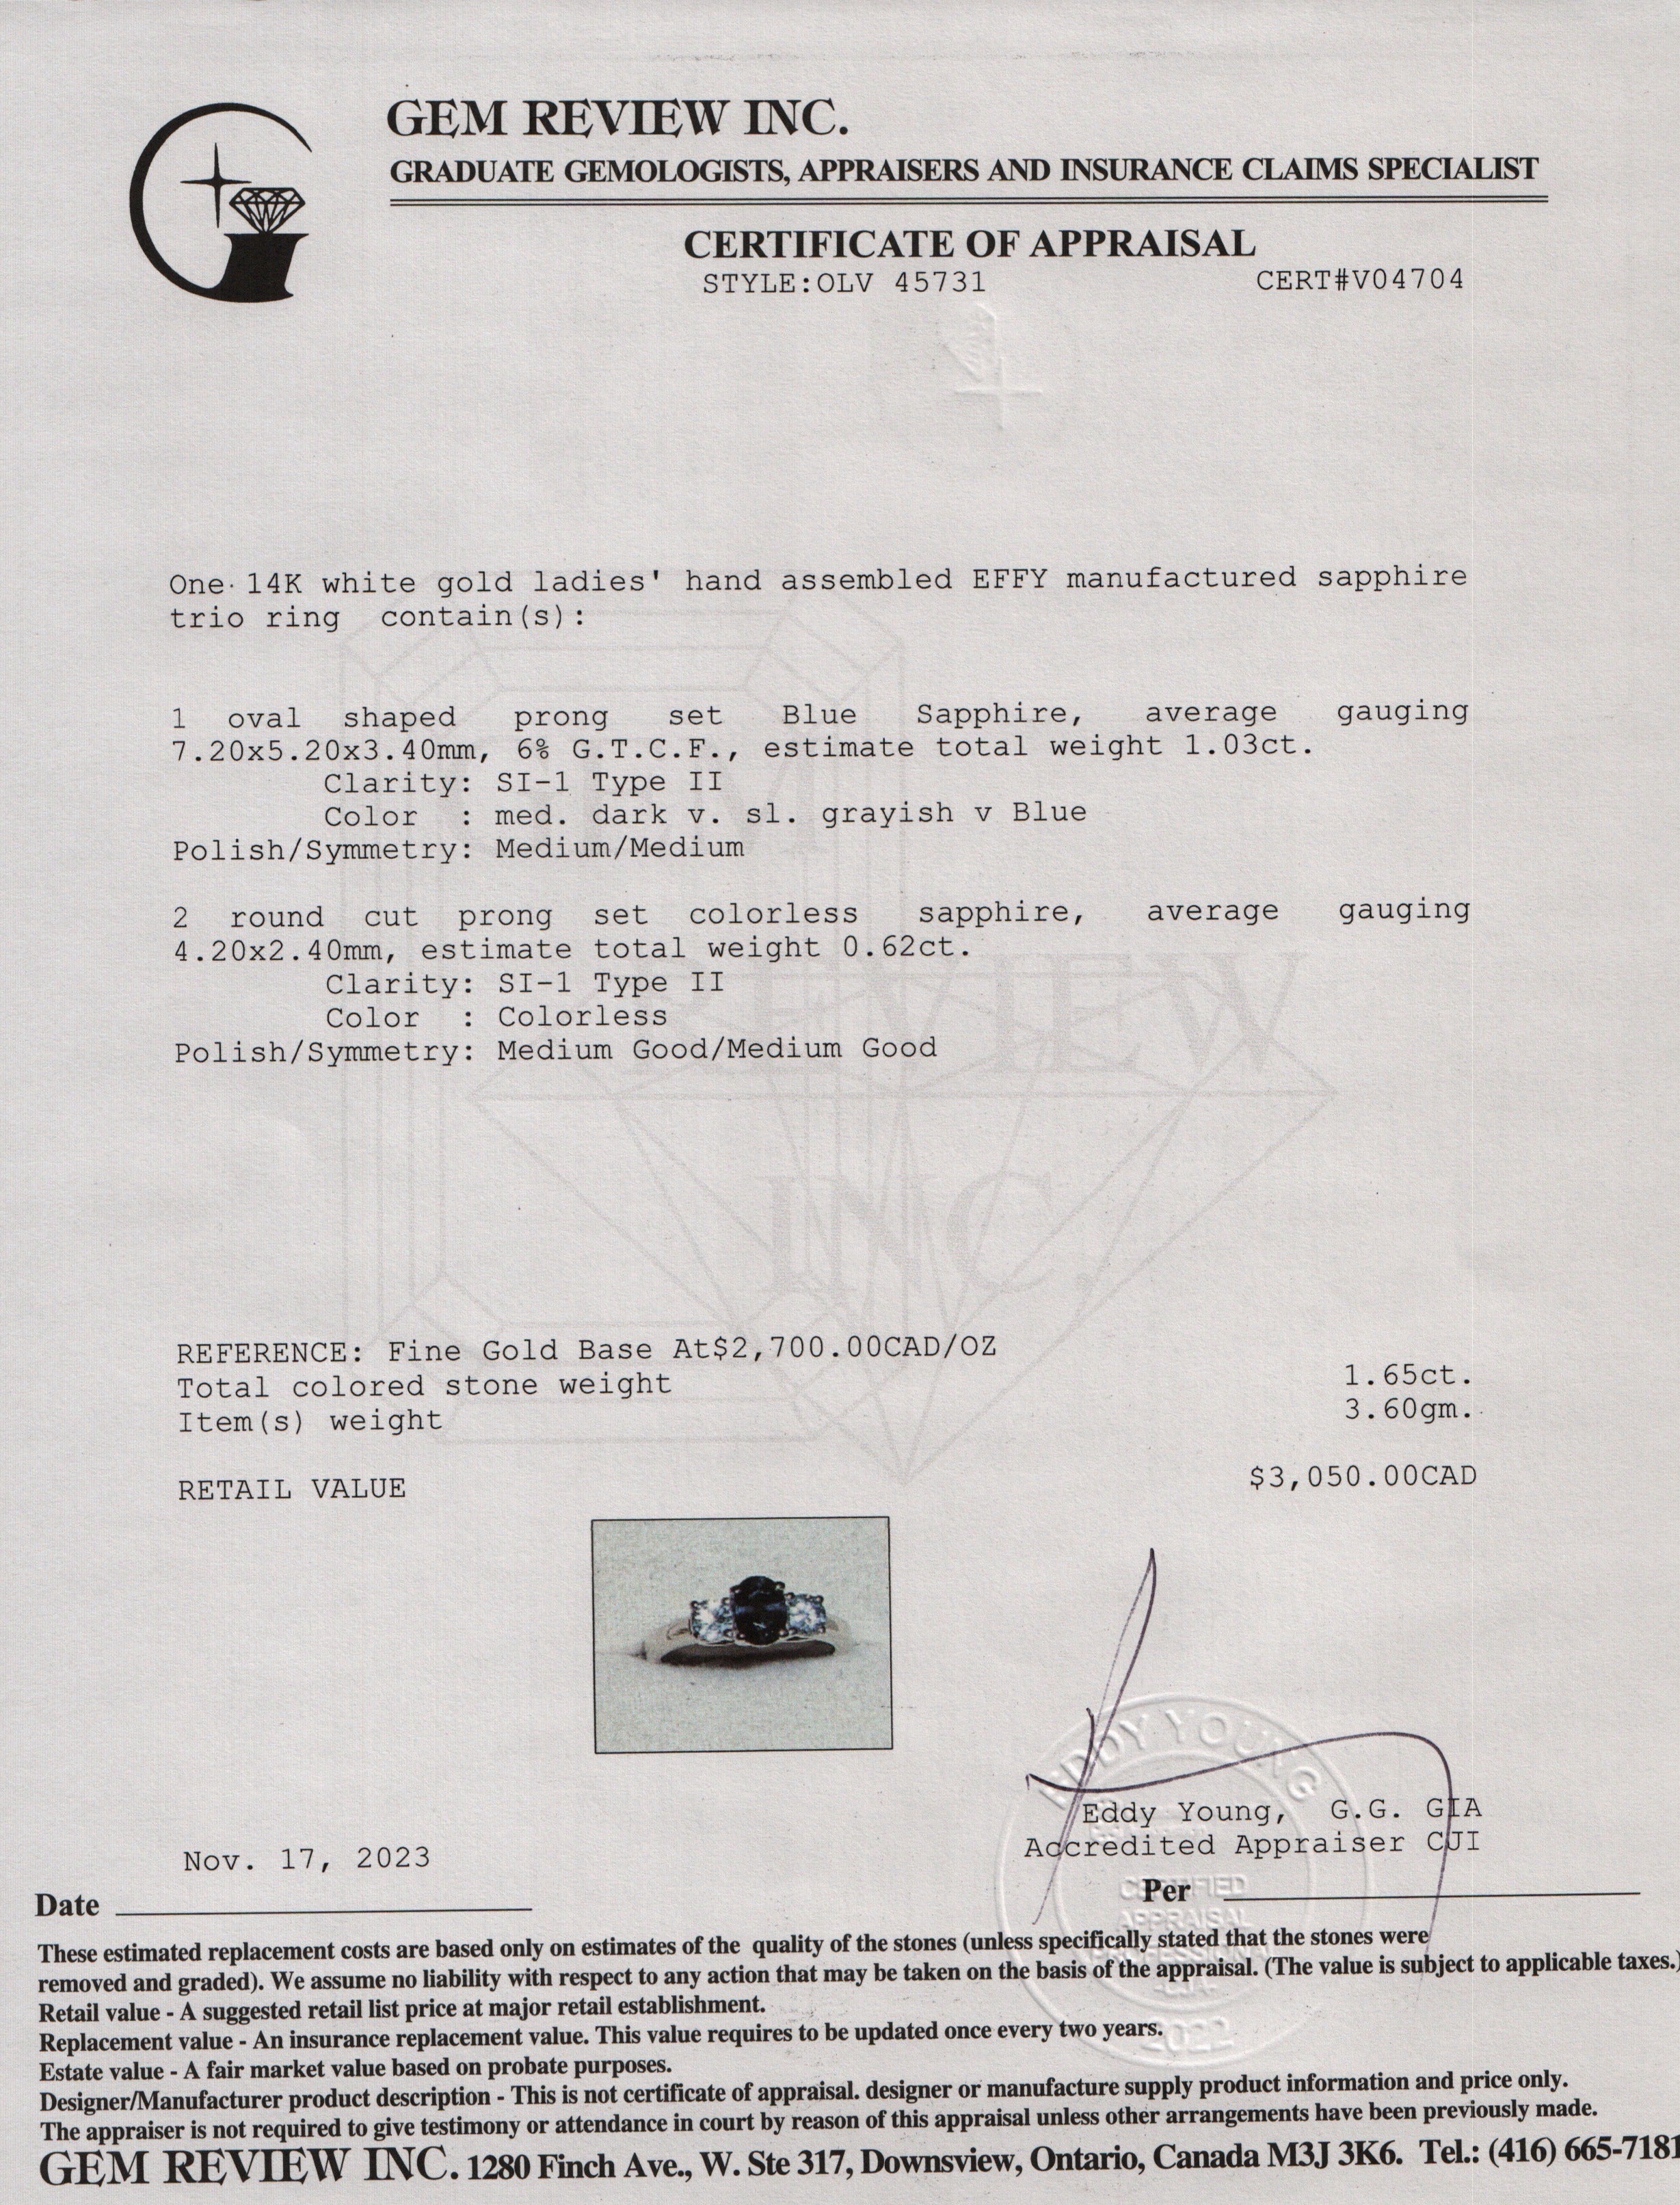 GEM REVIEW INC.
GRADUATE GEMOLOGISTS, APPRAISERS AND INSURANCE CLAIMS SPECIALIST
CERTIFICATE OF APPRAISAL
STYLE:OLV 45731 CERT#V04704
One 14K white gold ladies' hand assembled EFFY manufactured sapphire
trio ring contain(s):
1 oval shaped prong set Blue Sapphire, average gauging
7.20x5.20x3.40mm, 6% G.T.C.F., estimate total weight 1.03ct.
Clarity: SI-1 Type II
Color : med. dark v. sl. grayish v Blue
Polish/Symmetry: Medium/Medium
2 round cut prong set colorless sapphire, average gauging
4.20x2.40mm, estimate total weight 0.62ct.
Clarity: SI-1 Type II
Color : Colorless
Polish/Symmetry: Medium Good/Medium Good
REVIEW
INC.
REFERENCE: Fine Gold Base At$2,700.00CAD/OZ
Total colored stone weight 1.65ct.
Item(s) weight 3.60gm.
RETAIL VALUE $3,050.00CAD
EDDY YOUNG
Eddy Young, G.G. GIA
Accredited Appraiser CJI
Nov. 17, 2023
CERTIFIED
APPRAISAL
PROFESSIONAL
2022
Date
Per
These estimated replacement costs are based only on estimates of the quality of the stones (unless specifically stated that the stones were
removed and graded). We assume no liability with respect to any action that may be taken on the basis of the appraisal. (The value is subject to applicable taxes.)
Retail value - A suggested retail list price at major retail establishment.
Replacement value - An insurance replacement value. This value requires to be updated once every two years.
Estate value - A fair market value based on probate purposes.
Designer/Manufacturer product description - This is not certificate of appraisal. designer or manufacture supply product information and price only.
The appraiser is not required to give testimony or attendance in court by reason of this appraisal unless other arrangements have been previously made.
GEM REVIEW INC. 1280 Finch Ave., W. Ste 317, Downsview, Ontario, Canada M3J 3K6. Tel.: (416) 665-7181